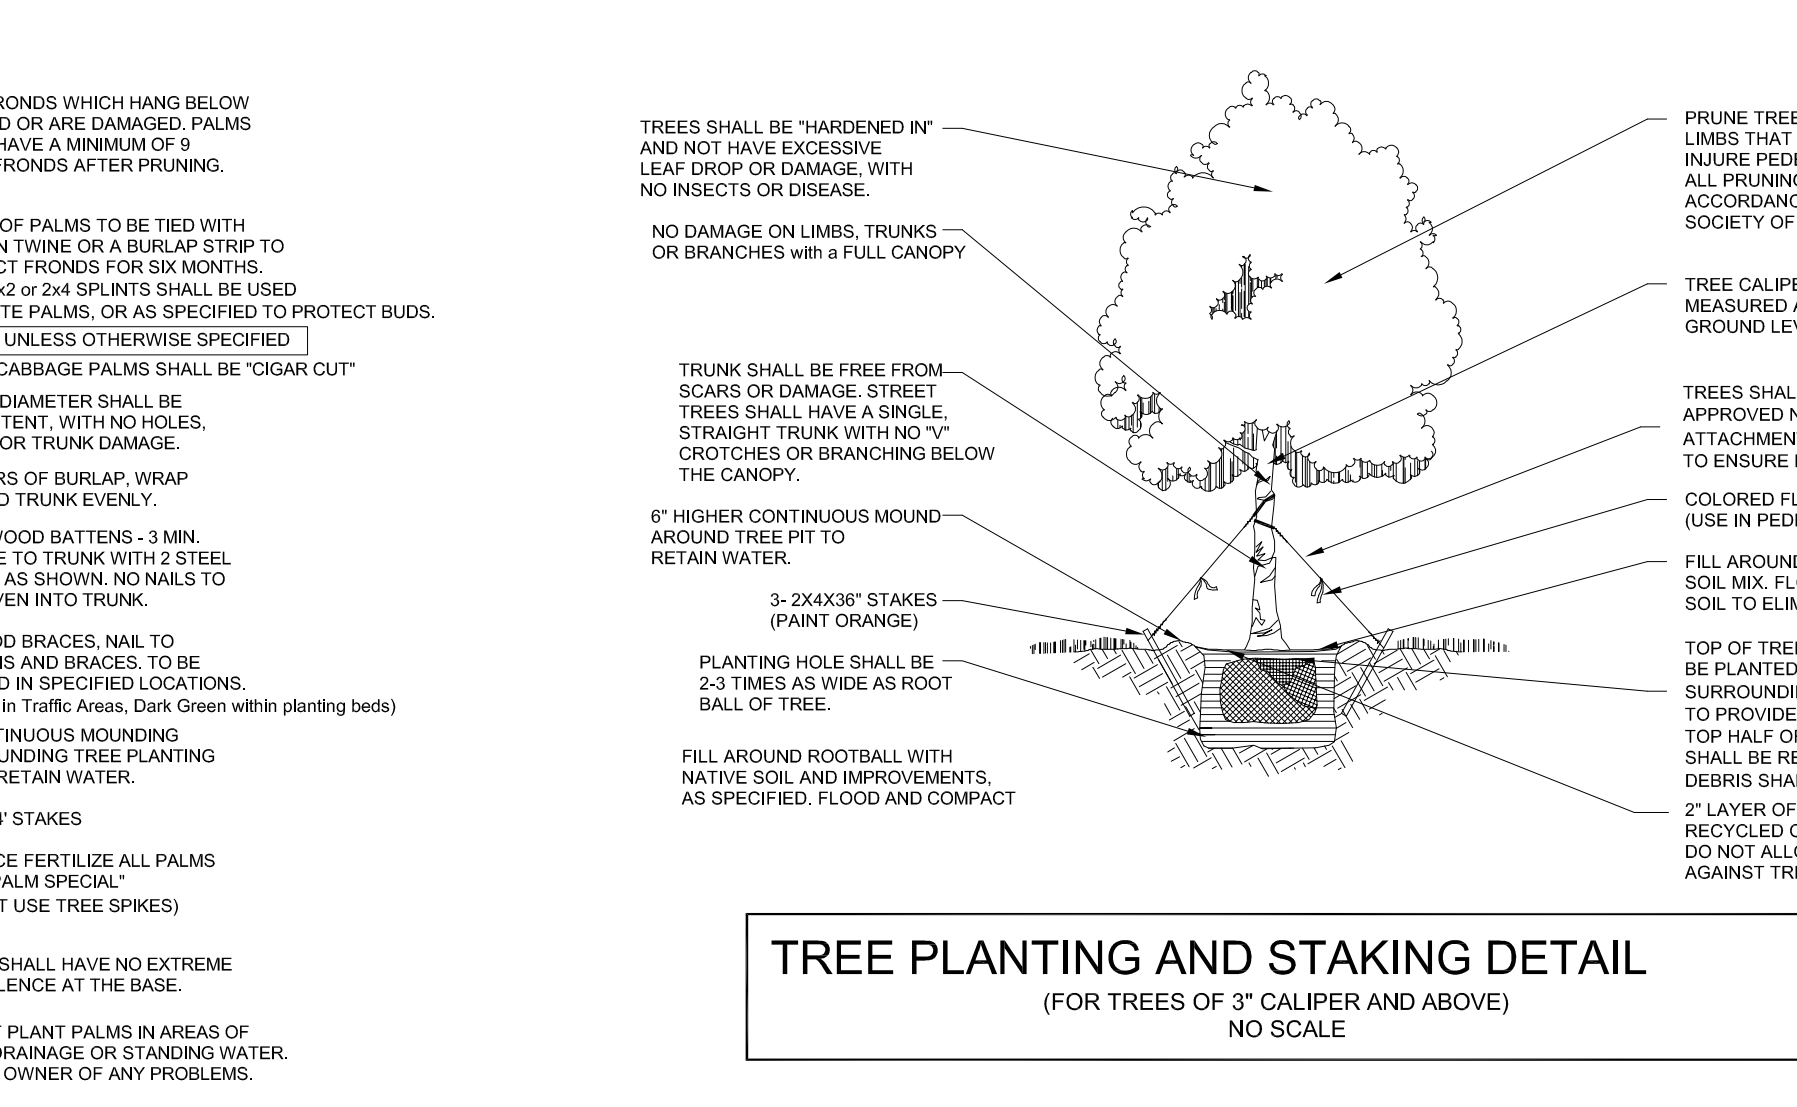 RONDS WHICH HANG BELOW
D OR ARE DAMAGED. PALMS
HAVE A MINIMUM OF 9
FRONDS AFTER PRUNING.
OF PALMS TO BE TIED WITH
N TWINE OR A BURLAP STRIP TO
CT FRONDS FOR SIX MONTHS.
x2 or 2x4 SPLINTS SHALL BE USED
TE PALMS, OR AS SPECIFIED TO PROTECT BUDS.
UNLESS OTHERWISE SPECIFIED
CABBAGE PALMS SHALL BE "CIGAR CUT"
DIAMETER SHALL BE
TENT, WITH NO HOLES,
OR TRUNK DAMAGE.
RS OF BURLAP, WRAP
D TRUNK EVENLY.
WOOD BATTENS - 3 MIN.
E TO TRUNK WITH 2 STEEL
AS SHOWN. NO NAILS TO
VEN INTO TRUNK.
OD BRACES, NAIL TO
NS AND BRACES. TO BE
D IN SPECIFIED LOCATIONS.
in Traffic Areas, Dark Green within planting beds)
TINUOUS MOUNDING
UNDING TREE PLANTING
RETAIN WATER.
4' STAKES
CE FERTILIZE ALL PALMS
PALM SPECIAL"
T USE TREE SPIKES)
SHALL HAVE NO EXTREME
LENCE AT THE BASE.
T PLANT PALMS IN AREAS OF
DRAINAGE OR STANDING WATER.
OWNER OF ANY PROBLEMS.
TREES SHALL BE "HARDENED IN"
AND NOT HAVE EXCESSIVE
LEAF DROP OR DAMAGE, WITH
NO INSECTS OR DISEASE.
NO DAMAGE ON LIMBS, TRUNKS
OR BRANCHES with a FULL CANOPY
TRUNK SHALL BE FREE FROM
SCARS OR DAMAGE. STREET
TREES SHALL HAVE A SINGLE,
STRAIGHT TRUNK WITH NO "V"
CROTCHES OR BRANCHING BELOW
THE CANOPY.
6" HIGHER CONTINUOUS MOUND
AROUND TREE PIT TO
RETAIN WATER.
3- 2X4X36" STAKES
(PAINT ORANGE)
PLANTING HOLE SHALL BE
2-3 TIMES AS WIDE AS ROOT
BALL OF TREE.
FILL AROUND ROOTBALL WITH
NATIVE SOIL AND IMPROVEMENTS,
AS SPECIFIED. FLOOD AND COMPACT
PRUNE TREE
LIMBS THAT
INJURE PEDE
ALL PRUNING
ACCORDANC
SOCIETY OF
TREE CALIPE
MEASURED A
GROUND LEV
TREES SHAL
APPROVED N
ATTACHMENT
TO ENSURE
COLORED FL
(USE IN PED
FILL AROUND
SOIL MIX. FLO
SOIL TO ELIM
TOP OF TREE
BE PLANTED
SURROUNDI
TO PROVIDE
TOP HALF OF
SHALL BE RE
DEBRIS SHA
2" LAYER OF
RECYCLED
DO NOT ALLO
AGAINST TR
TREE PLANTING AND STAKING DETAIL
(FOR TREES OF 3" CALIPER AND ABOVE)
NO SCALE